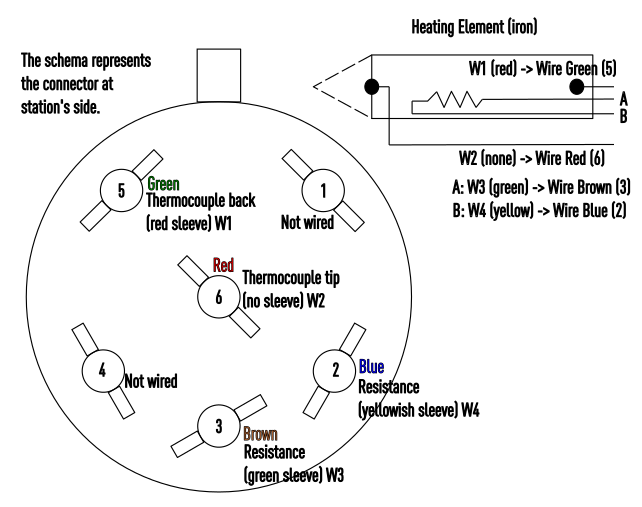 Heating Element (iron)
The schema represents
the connector at
station's side.
W1 (red) -> Wire Green (5)
A
B
W2 (none) -> Wire Red (6)
A: W3 (green) -> Wire Brown (3)
B: W4 (yellow) -> Wire Blue (2)
5
Green
Thermocouple back
(red sleeve) W1
1
Not wired
6
Red
Thermocouple tip
(no sleeve) W2
4
Not wired
2
Blue
Resistance
(yellowish sleeve) W4
3
Brown
Resistance
(green sleeve) W3